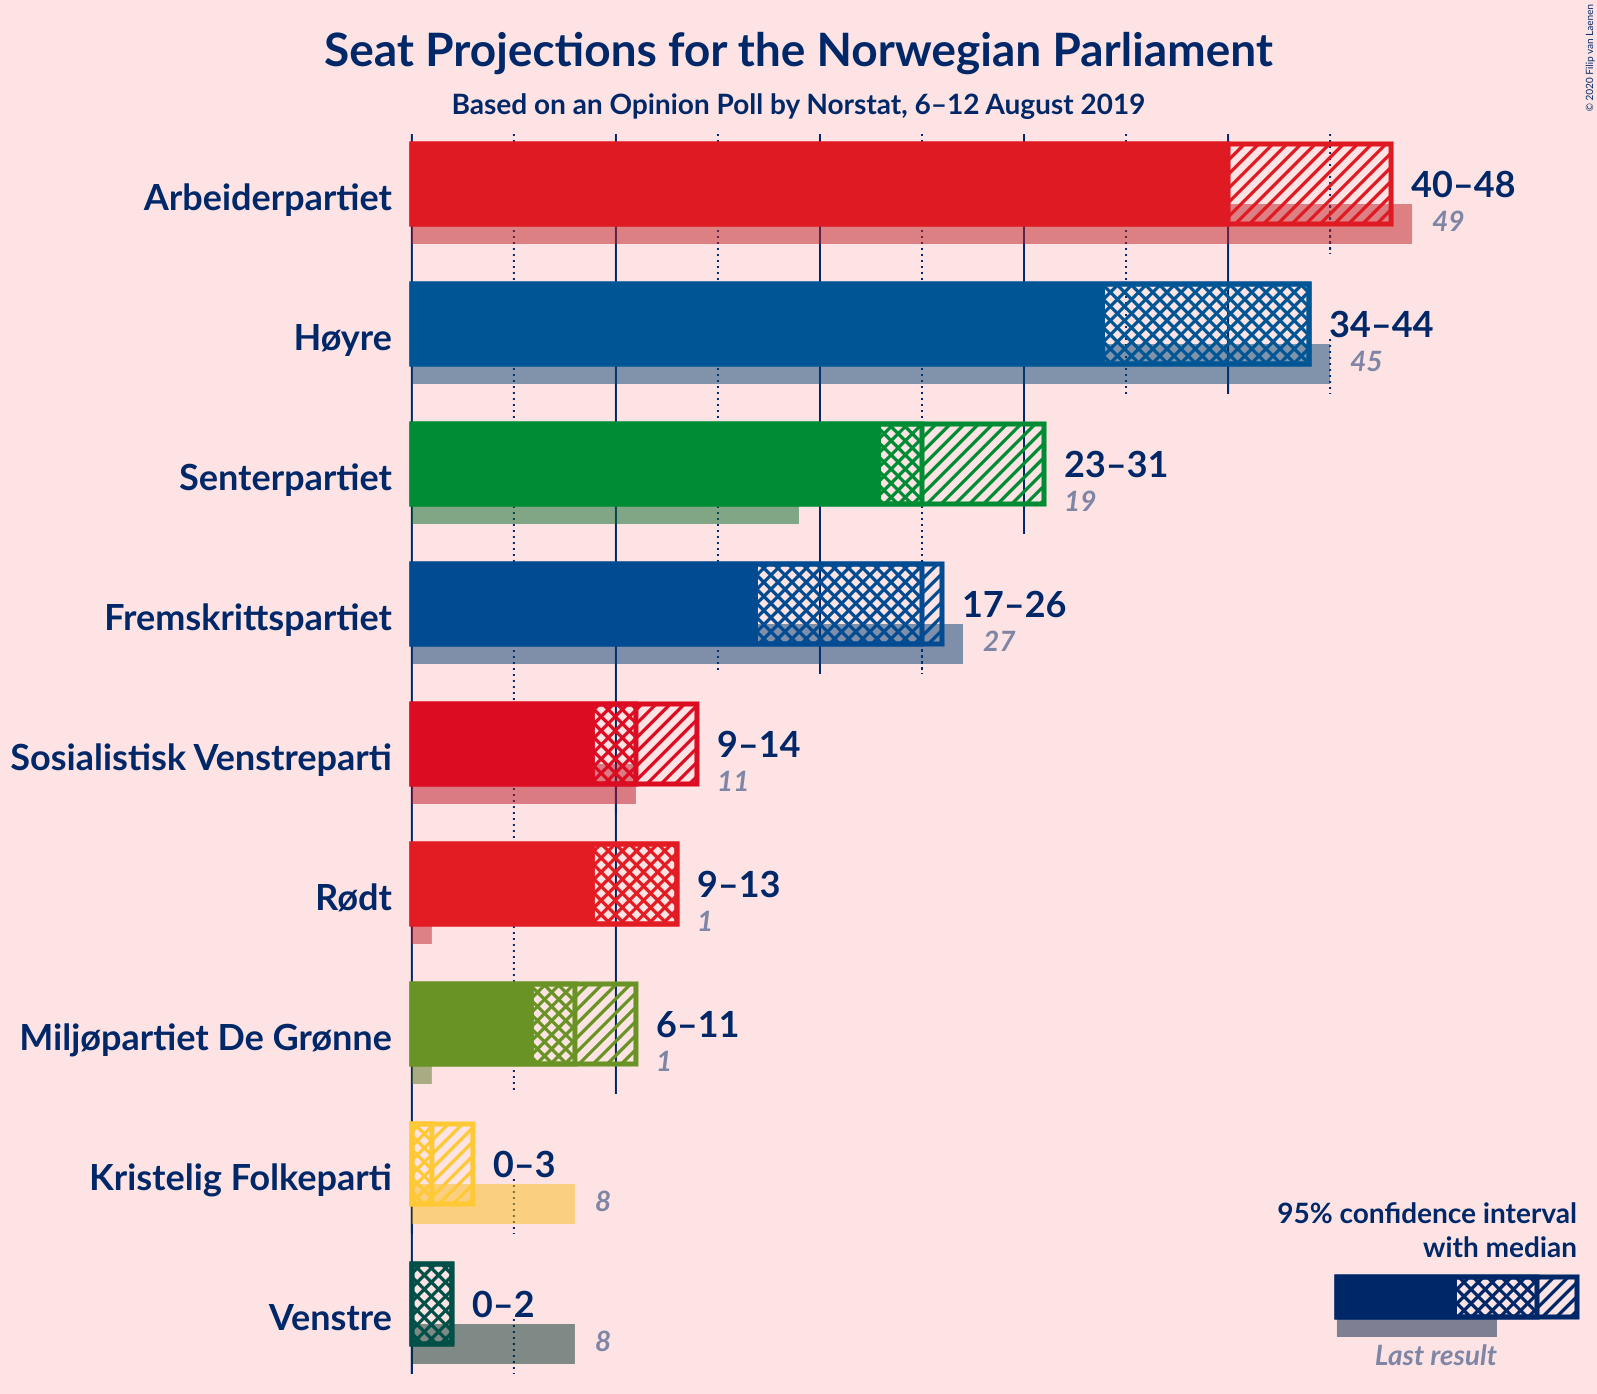 Seat Projections for the Norwegian Parliament
Based on an Opinion Poll by Norstat, 6–12 August 2019
© 2020 Filip van Laenen
Arbeiderpartiet
40–48
49
Høyre
34–44
45
Senterpartiet
23–31
19
Fremskrittspartiet
17–26
27
Sosialistisk Venstreparti
9–14
11
Rødt
9–13
1
Miljøpartiet De Grønne
6–11
1
Kristelig Folkeparti
0–3
8
Venstre
0–2
8
95% confidence interval
with median
Last result